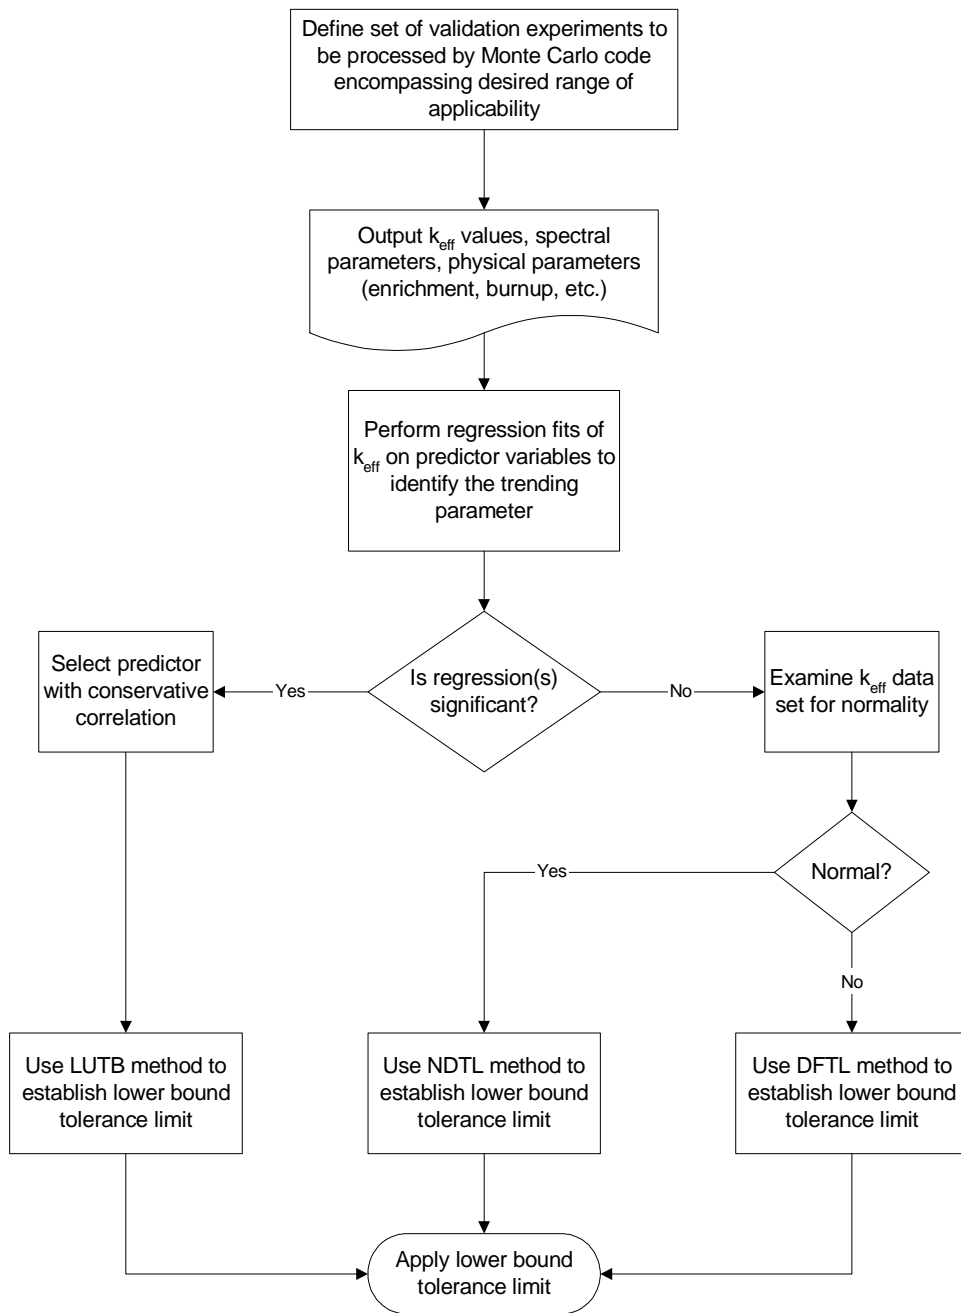 Define set of validation experiments to
be processed by Monte Carlo code
encompassing desired range of
applicability
Output keff values, spectral
parameters, physical parameters
(enrichment, burnup, etc.)
Perform regression fits of
keff on predictor variables to
identify the trending
parameter
Select predictor
with conservative
correlation
Yes
Is regression(s)
significant?
No
Examine keff data
set for normality
Yes
Normal?
No
Use LUTB method to
establish lower bound
tolerance limit
Use NDTL method to
establish lower bound
tolerance limit
Use DFTL method to
establish lower bound
tolerance limit
Apply lower bound
tolerance limit